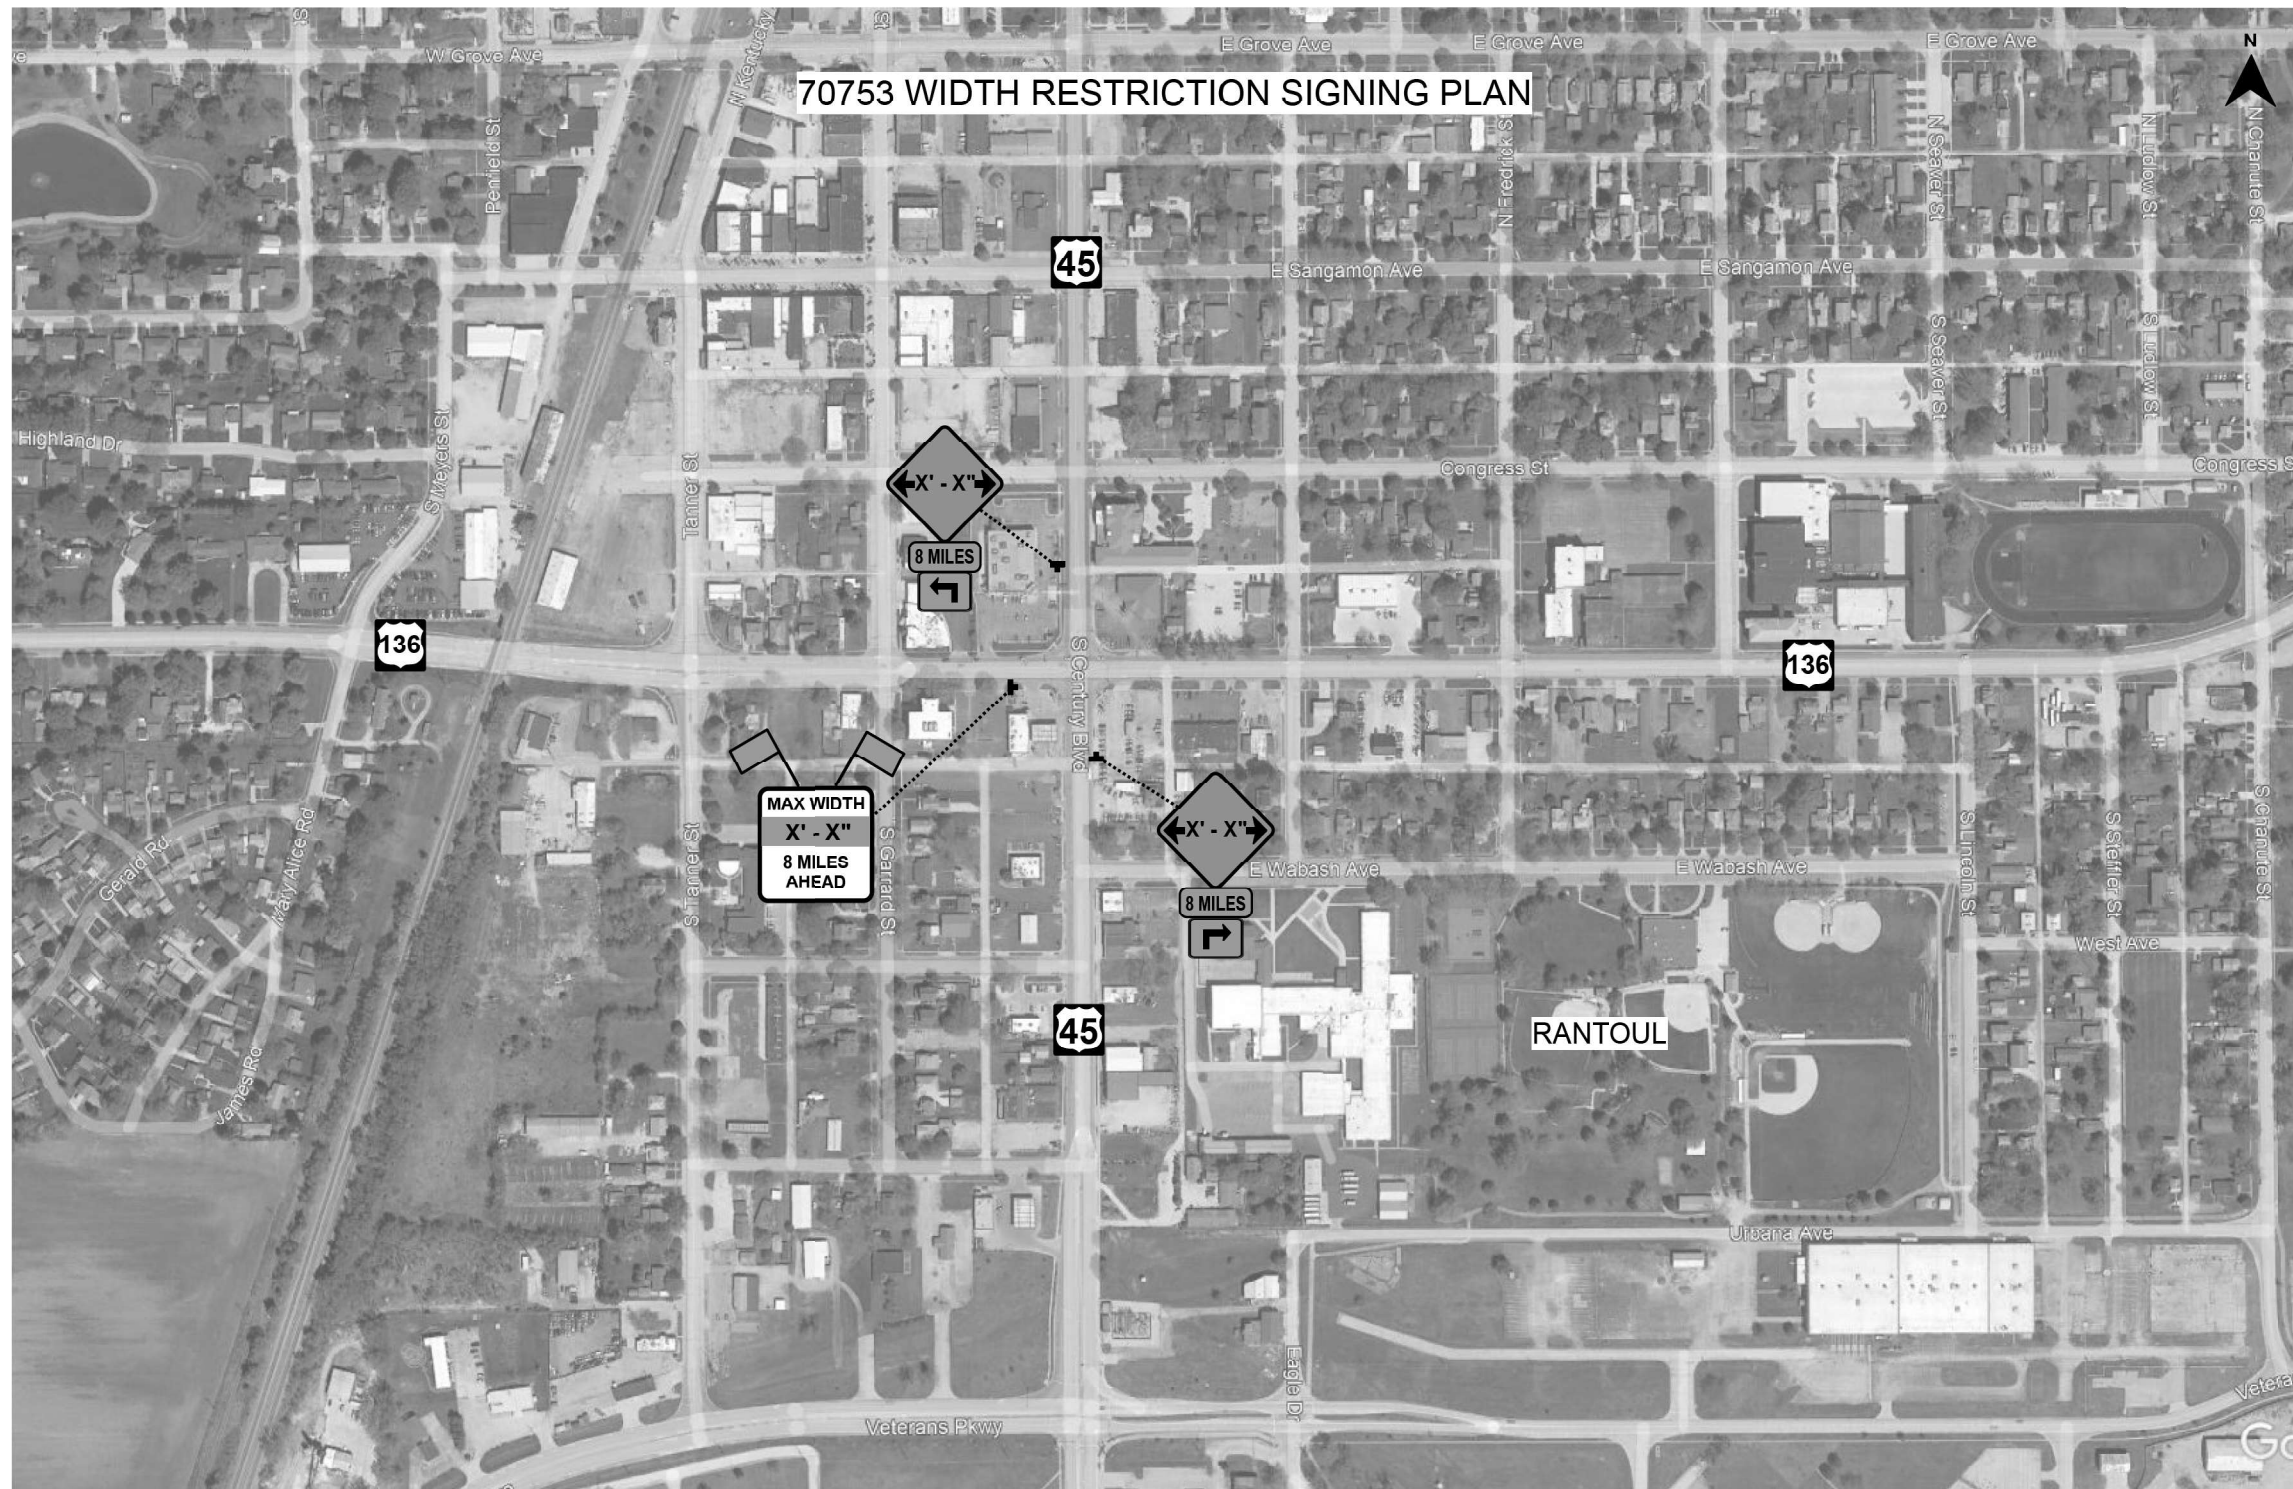 W Grove Ave
E Grove Ave
E Grove Ave
E Grove Ave
St
St
N
N Kentucky
70753 WIDTH RESTRICTION SIGNING PLAN
Penfield St
N Fredrick St
N Seaver St
N Ludlow St
N Chanute St
45
E Sangamon Ave
E Sangamon Ave
S Seaver St
S Ludlow St
Highland Dr
S Meyers St
Tanner St
Congress St
Congress S
X' - X"
8 MILES
136
136
S Century Blvd
MAX WIDTH
X' - X"
8 MILES
AHEAD
X' - X"
8 MILES
E Wabash Ave
E Wabash Ave
Gerald Rd
Mary Alice Rd
S Tanner St
S Garrard St
S Lincoln St
S Steffler St
S Chanute St
West Ave
45
RANTOUL
James Rd
Urbana Ave
Eagle Dr
Veterans Pkwy
Vetera
Go